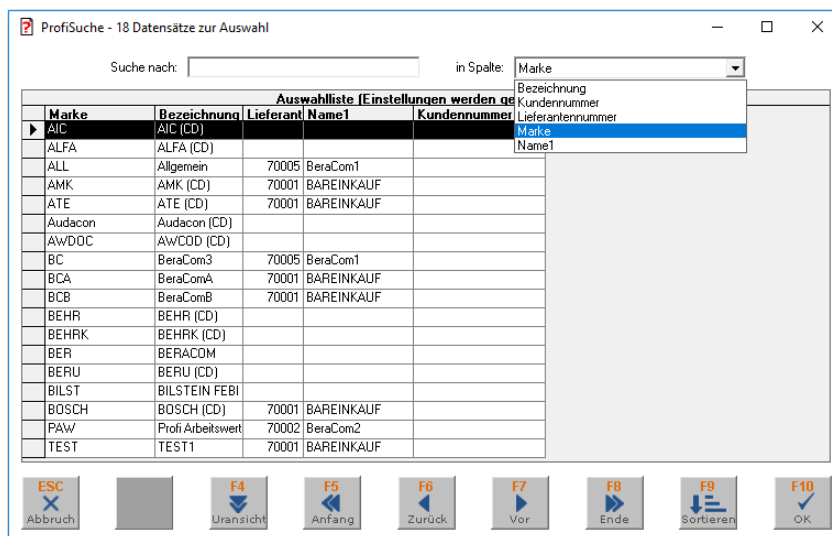 ProfiSuche - 18 Datensätze zur Auswahl
Suche nach: in Spalte: Marke
Bezeichnung
Kundennummer
Lieferantennummer
Marke
Name1
Auswahlliste (Einstellungen werden ge
Marke Bezeichnung Lieferant Name1 Kundennummer
AIC AIC (CD)
ALFA ALFA (CD)
ALL Allgemein 70005 BeraCom1
AMK AMK (CD) 70001 BAREINKAUF
ATE ATE (CD) 70001 BAREINKAUF
Audacon Audacon (CD)
AWDOC AWCOD (CD)
BC BeraCom3 70005 BeraCom1
BCA BeraComA 70001 BAREINKAUF
BCB BeraComB 70001 BAREINKAUF
BEHR BEHR (CD)
BEHRK BEHRK (CD)
BER BERACOM
BERU BERU (CD)
BILST BILSTEIN FEBI
BOSCH BOSCH (CD) 70001 BAREINKAUF
PAW Profi Arbeitswert 70002 BeraCom2
TEST TEST1 70001 BAREINKAUF
ESC F4 F5 F6 F7 F8 F9 F10
Abbruch Uransicht Anfang Zurück Vor Ende Sortieren OK